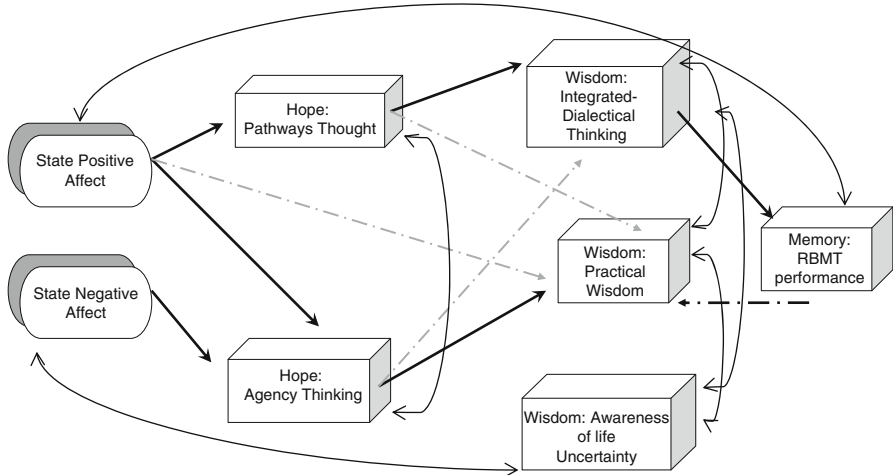 State Positive
Affect
State Negative
Affect
Hope:
Pathways Thought
Hope:
Agency Thinking
Wisdom:
Integrated-
Dialectical
Thinking
Wisdom:
Practical
Wisdom
Wisdom: Awareness
of life
Uncertainty
Memory:
RBMT
performance